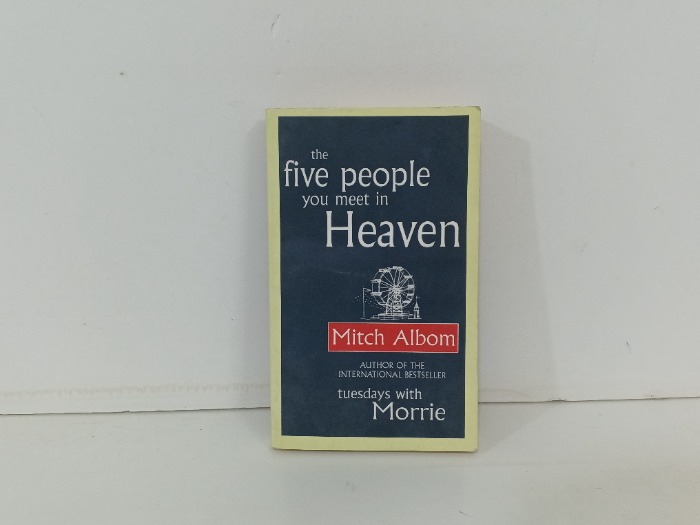 the
five people
you meet in
Heaven
Mitch Albom
AUTHOR OF THE
INTERNATIONAL BESTSELLER
tuesdays with
Morrie